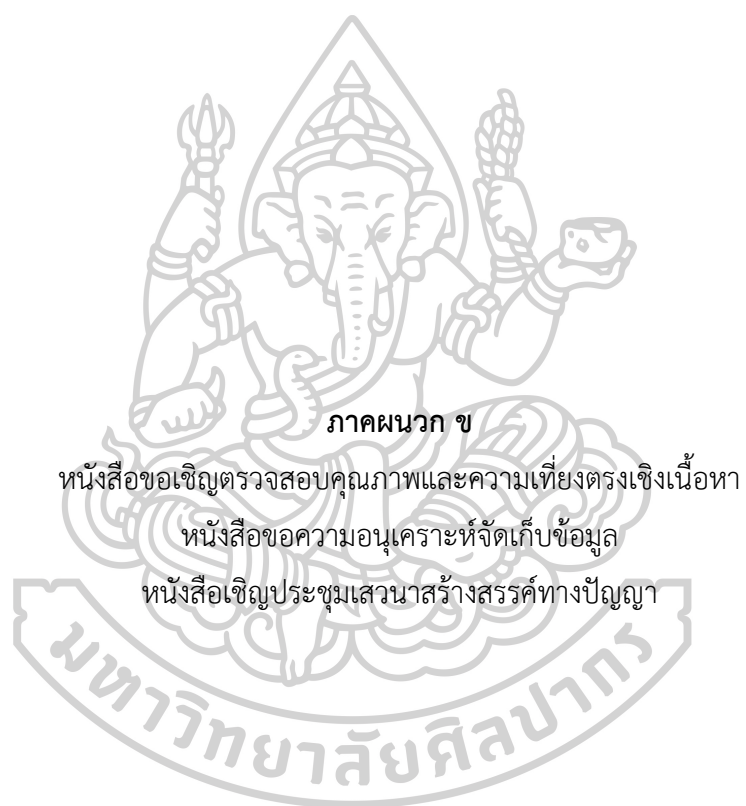 ภาคผนวก ข
หนังสือขอเชิญตรวจสอบคุณภาพและความเที่ยงตรงเชิงเนื้อหา
หนังสือขอความอนุเคราะห์จัดเก็บข้อมูล
หนังสือเชิญประชุมเสวนาสร้างสรรค์ทางปัญญา
มหาวิทยาลัยศิลปากร